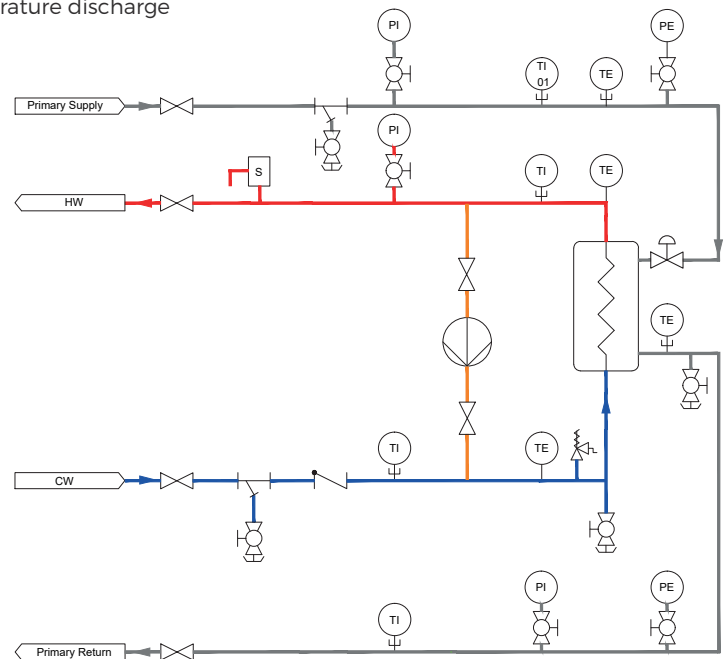 rature discharge
PI
PE
TI
01
TE
Primary Supply
PI
S
TI
TE
HW
TE
TI
TE
CW
PI
PE
TI
Primary Return